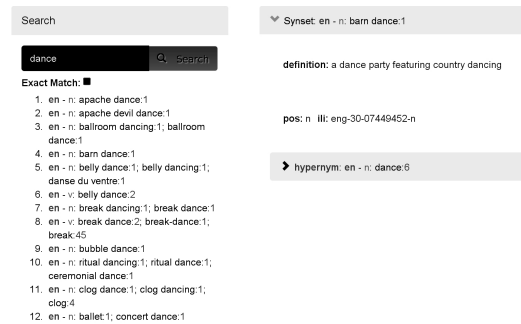 Search
dance
Search
Exact Match:
1. en - n: apache dance:1
2. en - n: apache devil dance:1
3. en - n: ballroom dancing:1; ballroom
dance:1
4. en - n: barn dance:1
5. en - n: belly dance:1; belly dancing:1;
danse du ventre:1
6. en - v: belly dance:2
7. en - n: break dancing:1; break dance:1
8. en - v: break dance:2; break-dance:1;
break:45
9. en - n: bubble dance:1
10. en - n: ritual dancing:1; ritual dance:1;
ceremonial dance:1
11. en - n: clog dance:1; clog dancing:1;
clog:4
12. en - n: ballet:1; concert dance:1
Synset: en - n: barn dance:1
definition: a dance party featuring country dancing
pos: n ili: eng-30-07449452-n
hypernym: en - n: dance:6